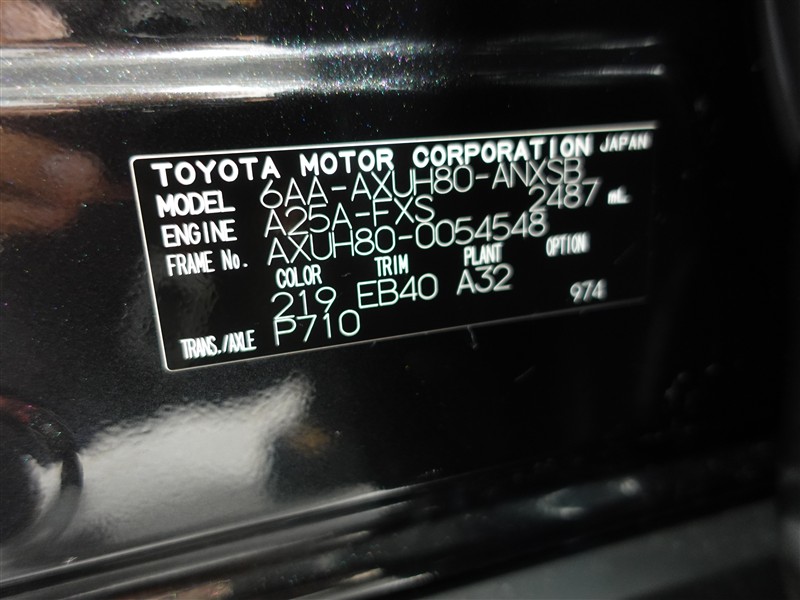 TOYOTA MOTOR CORPORATION JAPAN
MODEL 6AA-AXUH80-ANXSB
ENGINE A25A-FXS 2487 mL
FRAME No. AXUH80-0054548
COLOR TRIM PLANT OPTION
219 EB40 A32 974
TRANS./AXLE P710